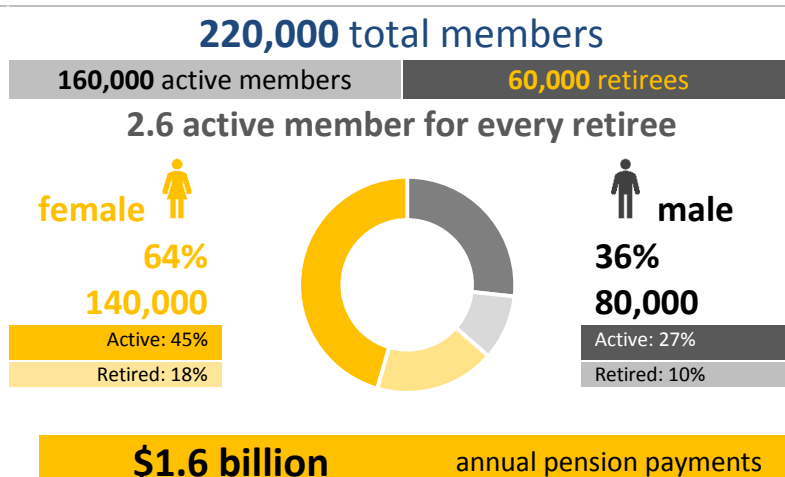 220,000 total members
160,000 active members
60,000 retirees
2.6 active member for every retiree
female
64%
140,000
Active: 45%
Retired: 18%
male
36%
80,000
Active: 27%
Retired: 10%
$1.6 billion annual pension payments